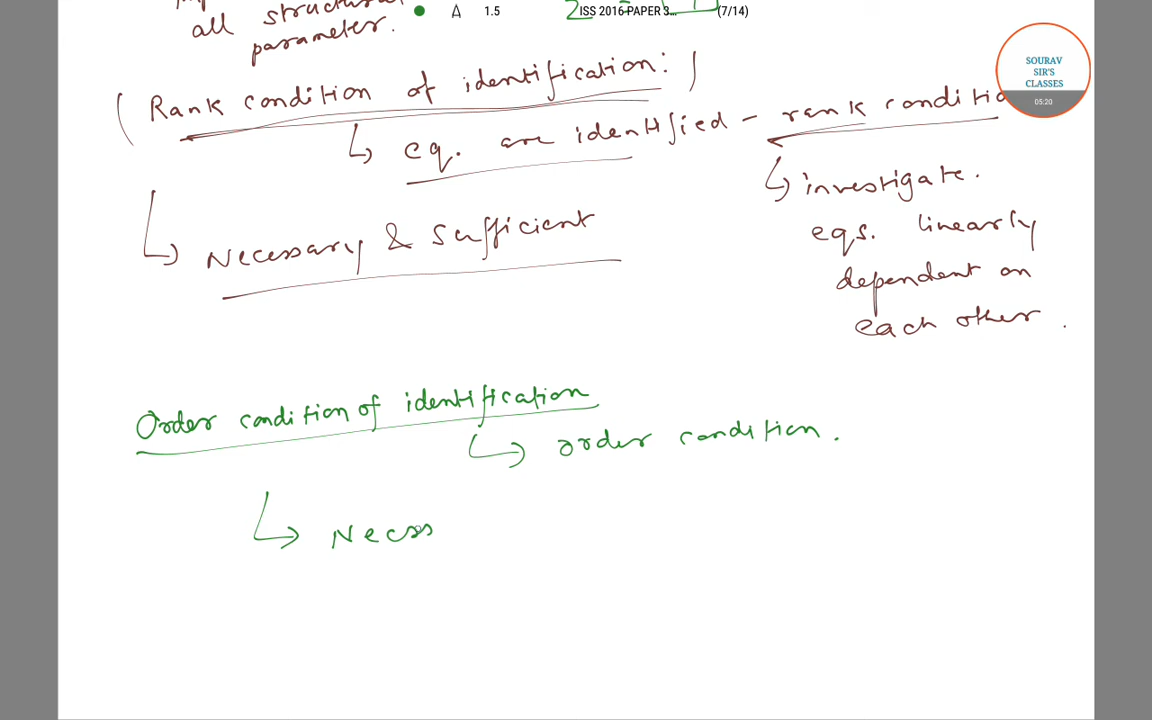 all structural
parameter.
A 1.5 ISS 2016-PAPER 3... (7/14)
SOURAV
SIR'S
CLASSES
05:20
(Rank condition of identification:)
eq. are identified - rank conditio
investigate.
eqs. linearly
dependent on
each other.
Necessary & Sufficient
Order condition of identification
order condition.
Necess